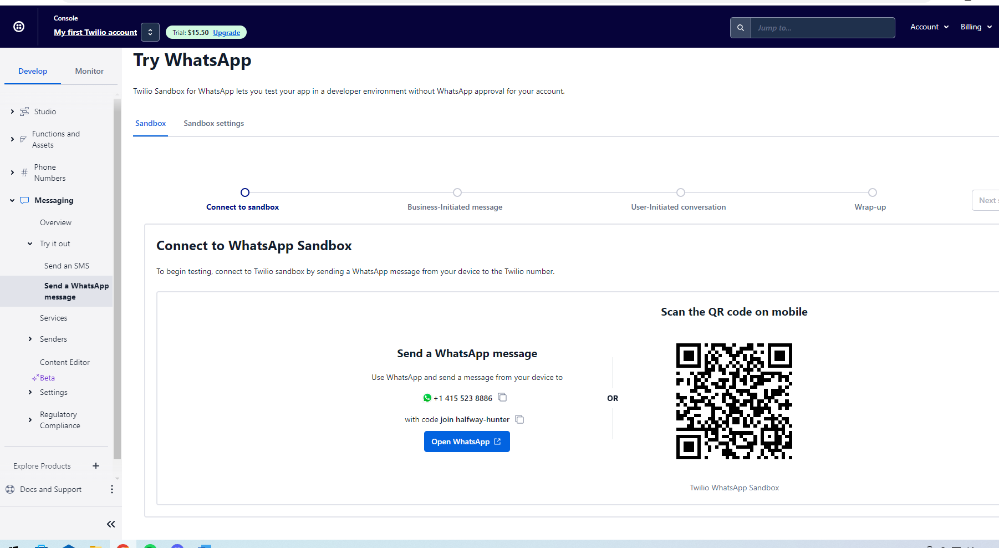 Console
My first Twilio account
Trial: $15.50 Upgrade
Jump to...
Account
Billing
Develop
Monitor
Studio
Functions and
Assets
Phone
Numbers
Messaging
Overview
Try it out
Send an SMS
Send a WhatsApp
message
Services
Senders
Content Editor
Beta
Settings
Regulatory
Compliance
Explore Products
Docs and Support
Try WhatsApp
Twilio Sandbox for WhatsApp lets you test your app in a developer environment without WhatsApp approval for your account.
Sandbox
Sandbox settings
Connect to sandbox
Business-Initiated message
User-Initiated conversation
Wrap-up
Next
Connect to WhatsApp Sandbox
To begin testing, connect to Twilio sandbox by sending a WhatsApp message from your device to the Twilio number.
Send a WhatsApp message
Use WhatsApp and send a message from your device to
+1 415 523 8886
with code join halfway-hunter
Open WhatsApp
OR
Scan the QR code on mobile
Twilio WhatsApp Sandbox